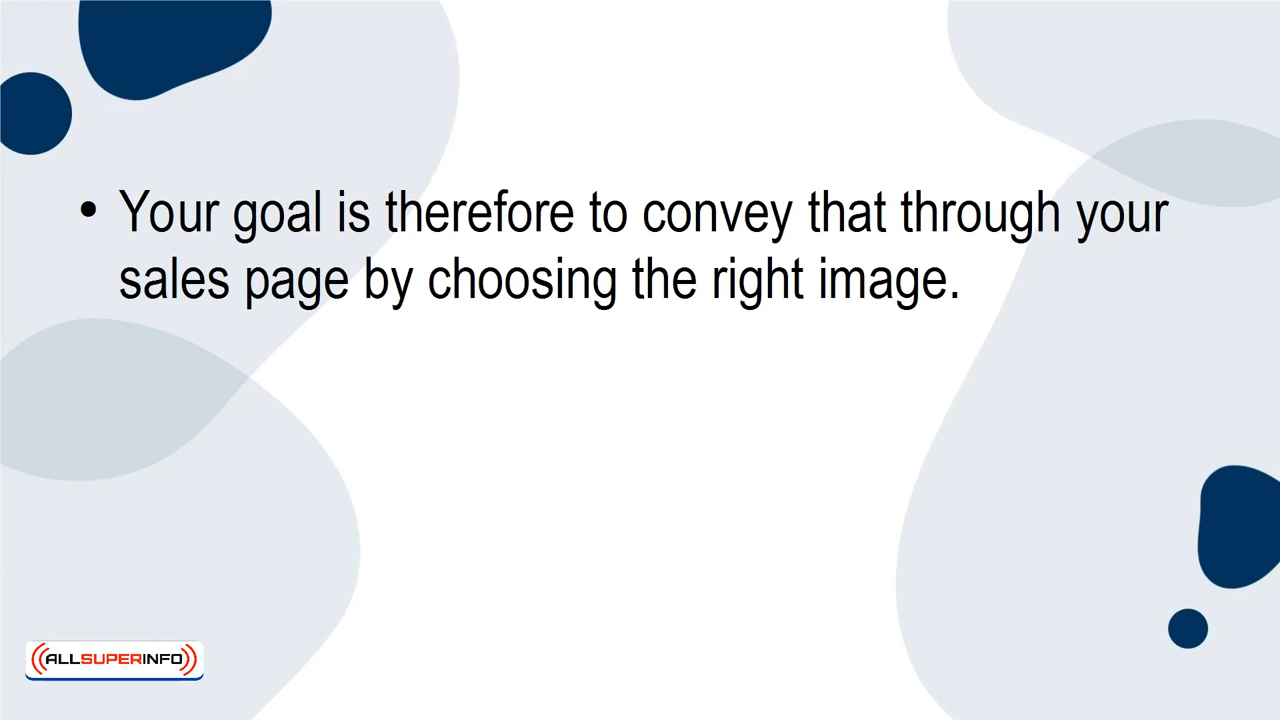 • Your goal is therefore to convey that through your
sales page by choosing the right image.
ALLSUPERINFO